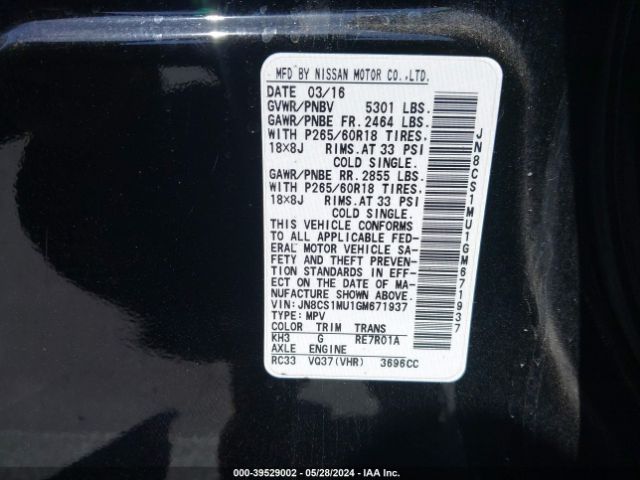 MFD BY NISSAN MOTOR CO.,LTD.
DATE 03/16
GVWR/PNBV 5301 LBS.
GAWR/PNBE FR. 2464 LBS.
WITH P265/60R18 TIRES.
18×8J RIMS.AT 33 PSI
COLD SINGLE.
GAWR/PNBE RR. 2855 LBS.
WITH P265/60R18 TIRES.
18×8J RIMS.AT 33 PSI
COLD SINGLE.
THIS VEHICLE CONFORMS
TO ALL APPLICABLE FED-
ERAL MOTOR VEHICLE SA-
FETY AND THEFT PREVEN-
TION STANDARDS IN EFF-
ECT ON THE DATE OF MA-
NUFACTURE SHOWN ABOVE.
VIN:JN8CS1MU1GM671937
TYPE:MPV
COLOR TRIM TRANS
KH3 G RE7R01A
AXLE ENGINE
RC33 VQ37(VHR) 3696CC
JN8CS1MU1GM671937
000-39529002 - 05/28/2024 - IAA Inc.